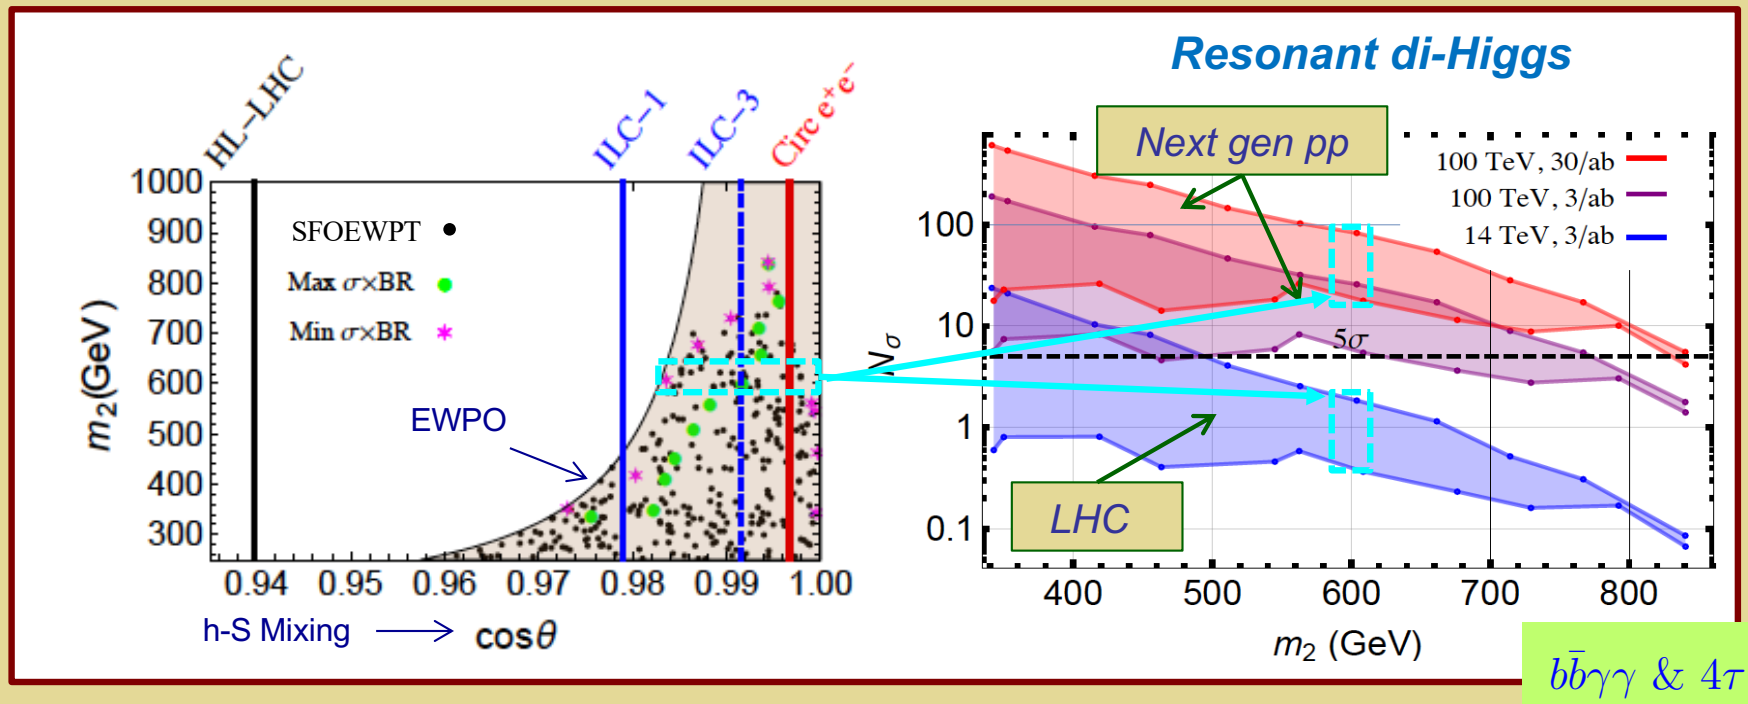 Resonant di-Higgs
HL−LHC
ILC−1
ILC−3
Circ e⁺e⁻
1000
900
800
700
600
500
400
300
m₂(GeV)
SFOEWPT
Max σ×BR
Min σ×BR
EWPO
0.94 0.95 0.96 0.97 0.98 0.99 1.00
h-S Mixing
cosθ
Next gen pp
100 TeV, 30/ab
100 TeV, 3/ab
14 TeV, 3/ab
100
10
1
0.1
Nσ
5σ
LHC
400 500 600 700 800
m₂ (GeV)
bb̄γγ & 4τ